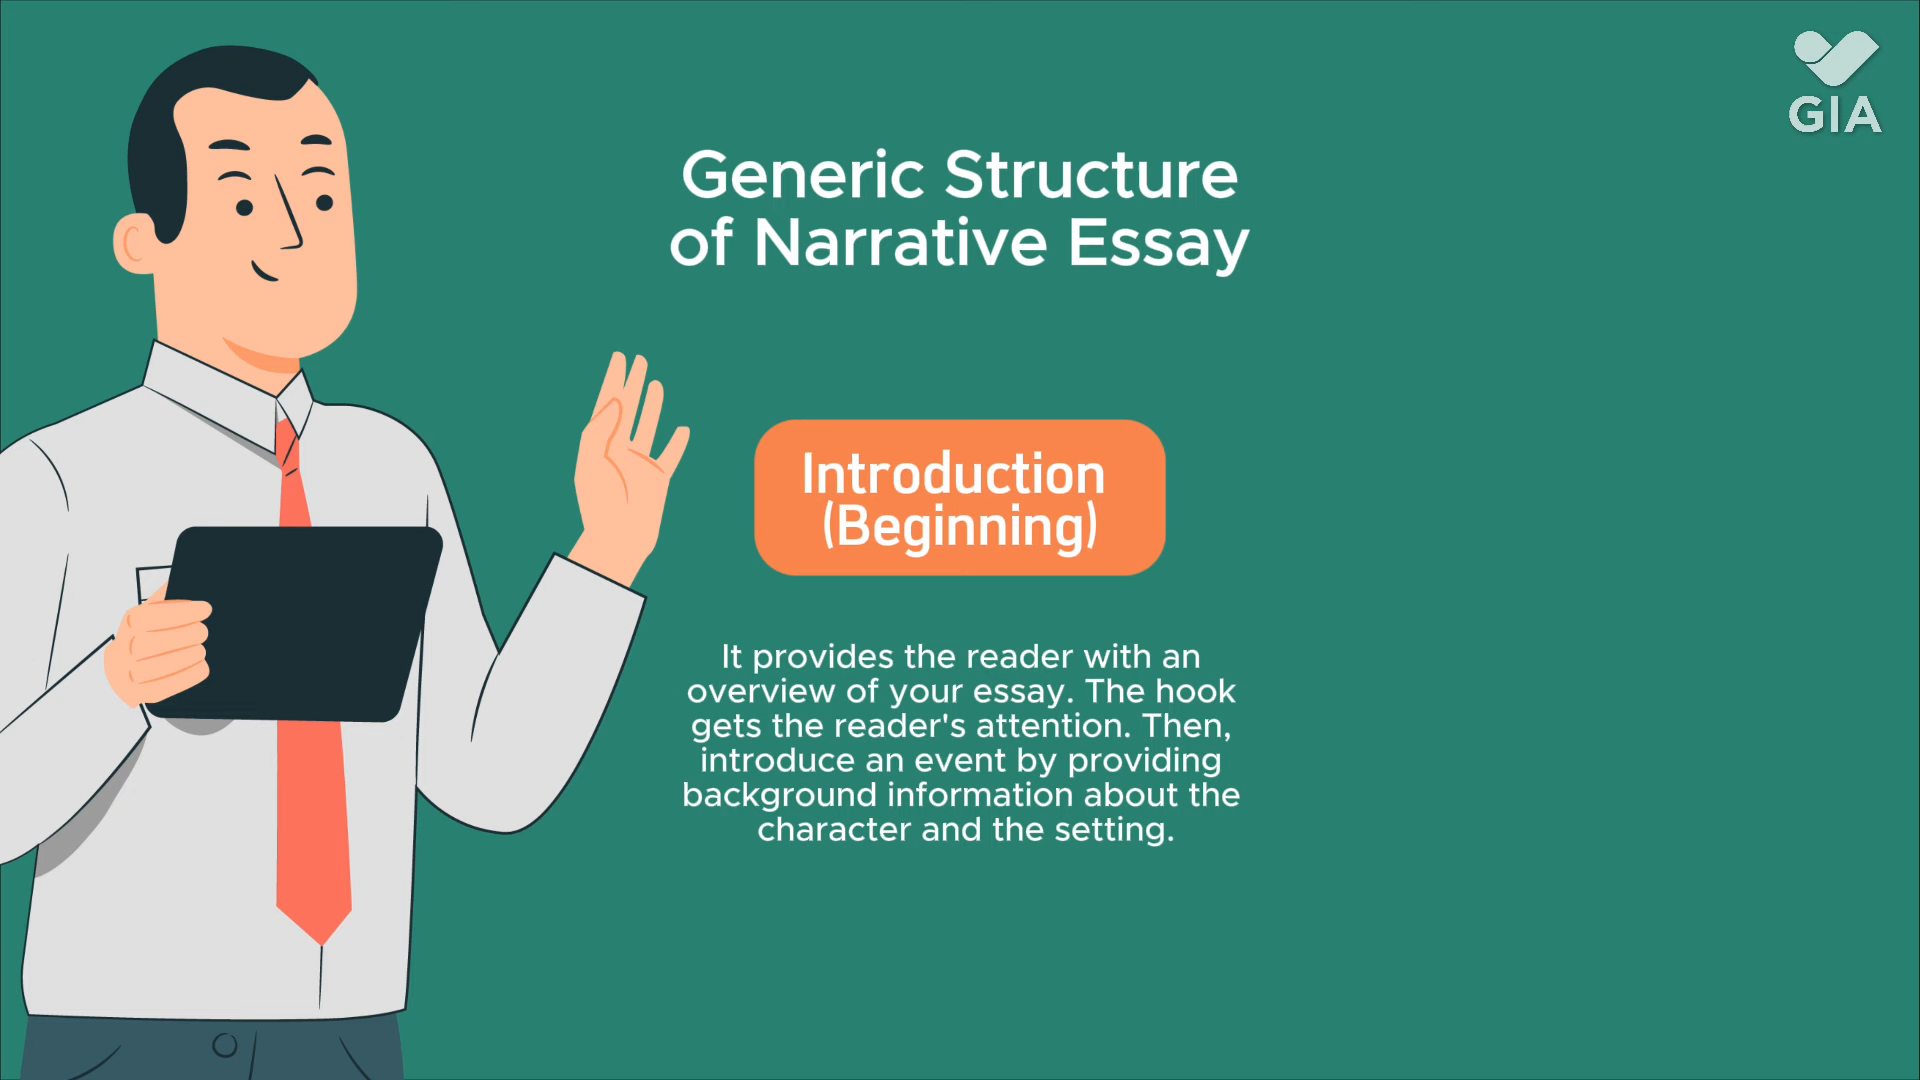 GIA
Generic Structure
of Narrative Essay
Introduction
(Beginning)
It provides the reader with an
overview of your essay. The hook
gets the reader's attention. Then,
introduce an event by providing
background information about the
character and the setting.